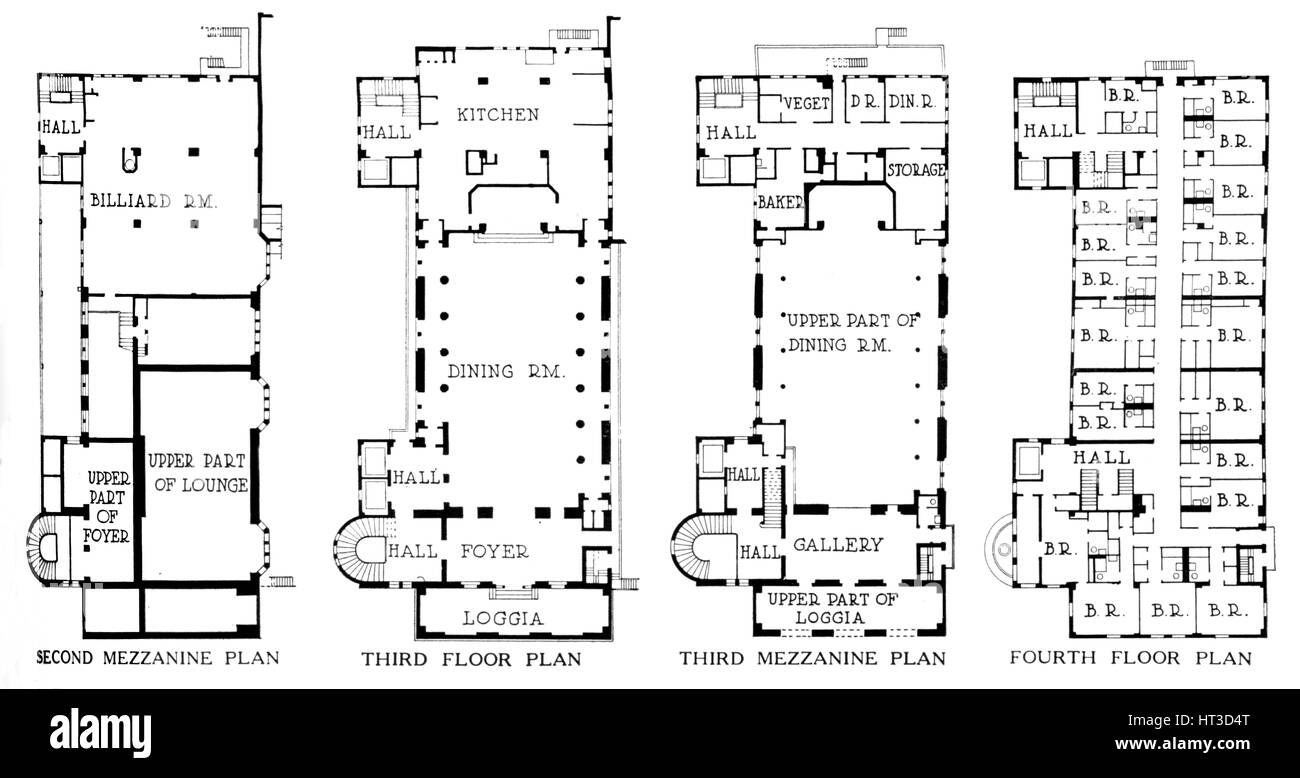 HALL
BILLIARD RM.
UPPER
PART
OF
FOYER
UPPER PART
OF LOUNGE
SECOND MEZZANINE PLAN
KITCHEN
HALL
DINING RM.
HALL
HALL
FOYER
LOGGIA
THIRD FLOOR PLAN
VEGET
D R.
DIN. R.
HALL
STORAGE
BAKER
UPPER PART OF
DINING RM.
HALL
HALL
GALLERY
UPPER PART OF
LOGGIA
THIRD MEZZANINE PLAN
B.R.
B.R.
HALL
B.R.
B.R.
B.R.
B.R.
B.R.
B.R.
B.R.
B.R.
B.R.
B.R.
B.R.
B.R.
HALL
B.R.
B.R.
B.R.
B.R.
B.R.
B.R.
FOURTH FLOOR PLAN
alamy
Image ID: HT3D4T
www.alamy.com